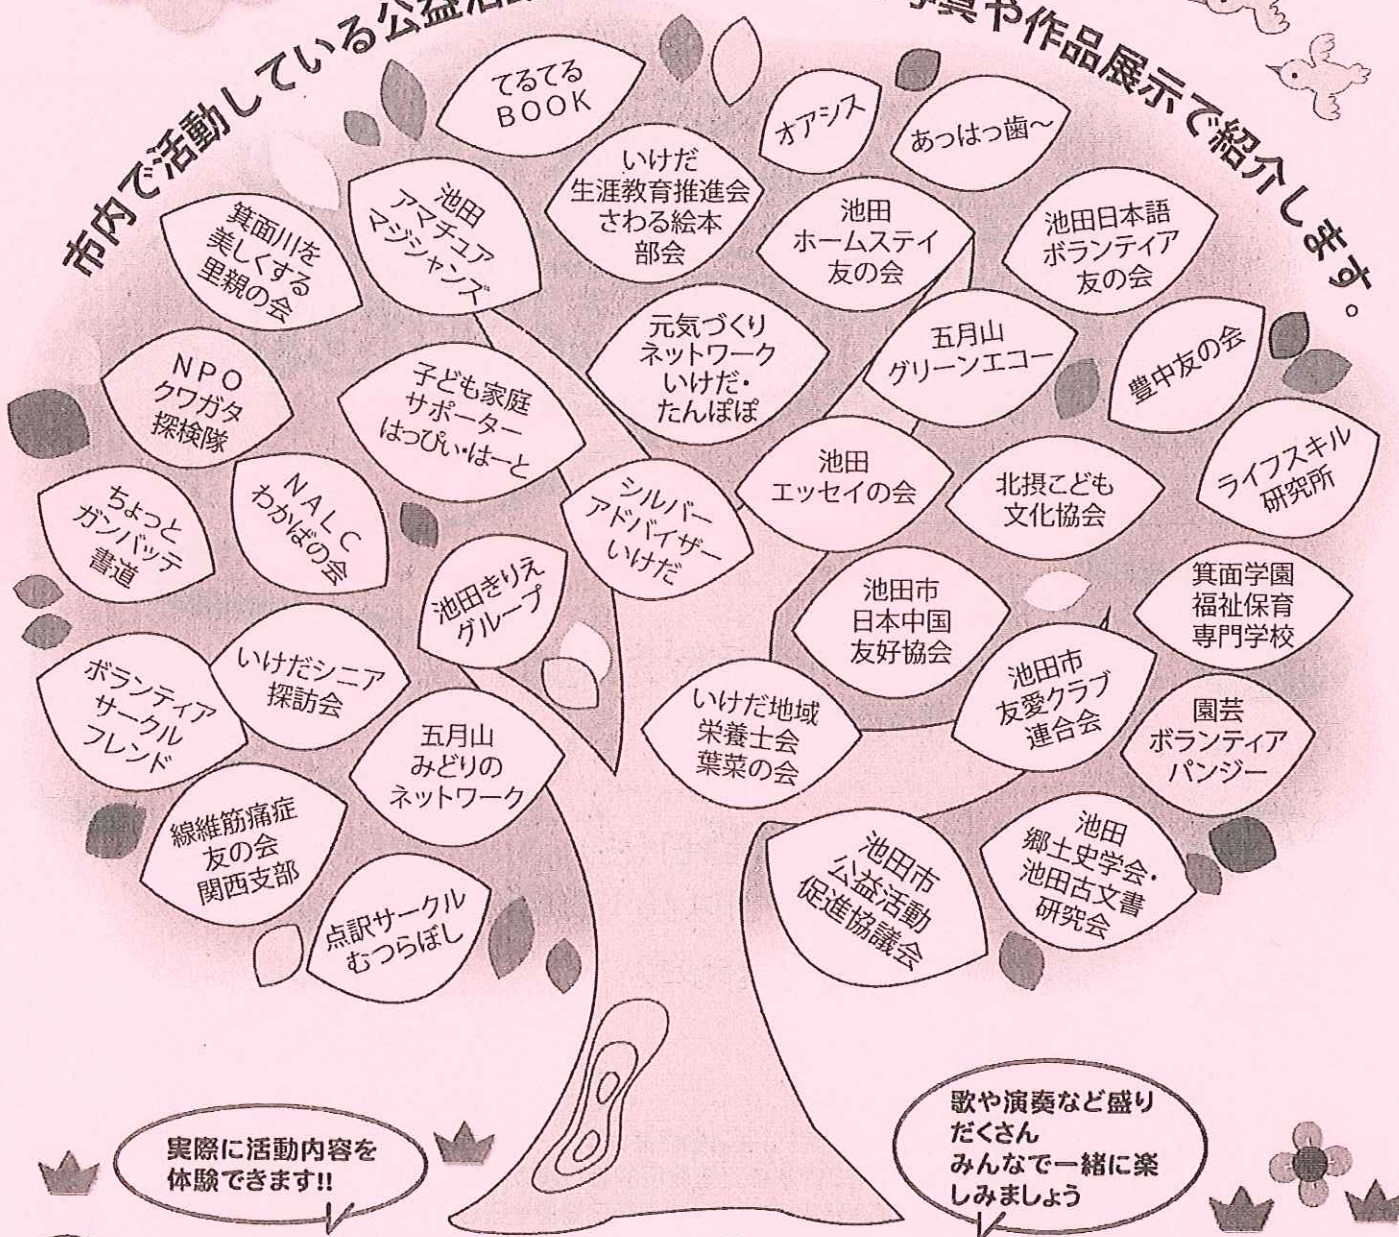 市内で活動している公益活
写真や作品展示で紹介します。
てるてる
BOOK
オアシス
あっはっ歯～
いけだ
生涯教育推進会
さわる絵本
部会
池田
アマチュア
マジシャンズ
箕面川を
美しくする
里親の会
池田
ホームステイ
友の会
池田日本語
ボランティア
友の会
元気づくり
ネットワーク
いけだ・
たんぽぽ
五月山
グリーンエコー
豊中友の会
NPO
クワガタ
探検隊
子ども家庭
サポーター
はっぴぃ・はーと
池田
エッセイの会
北摂こども
文化協会
ライフスキル
研究所
ちょっと
ガンバッテ
書道
NALC
わかばの会
シルバー
アドバイザー
いけだ
池田きりえ
グループ
池田市
日本中国
友好協会
箕面学園
福祉保育
専門学校
ボランティア
サークル
フレンド
いけだシニア
探訪会
五月山
みどりの
ネットワーク
いけだ地域
栄養士会
葉菜の会
池田市
友愛クラブ
連合会
園芸
ボランティア
パンジー
線維筋痛症
友の会
関西支部
点訳サークル
むつらぼし
池田市
公益活動
促進協議会
池田
郷土史学会・
池田古文書
研究会
実際に活動内容を
体験できます!!
歌や演奏など盛り
だくさん
みんなで一緒に楽
しみましょう